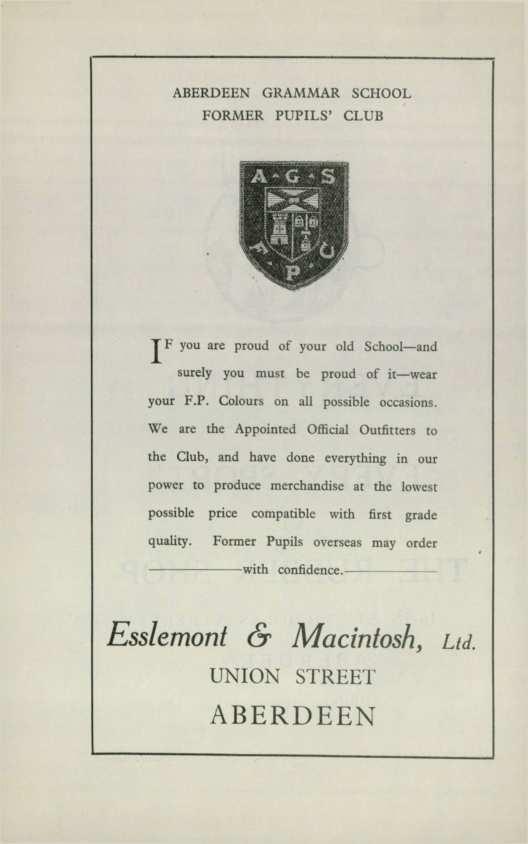 ABERDEEN GRAMMAR SCHOOL
FORMER PUPILS' CLUB
A · G · S
F · P · C
IF you are proud of your old School—and
surely you must be proud of it—wear
your F.P. Colours on all possible occasions.
We are the Appointed Official Outfitters to
the Club, and have done everything in our
power to produce merchandise at the lowest
possible price compatible with first grade
quality. Former Pupils overseas may order
—with confidence.—
Esslemont & Macintosh, Ltd.
UNION STREET
ABERDEEN